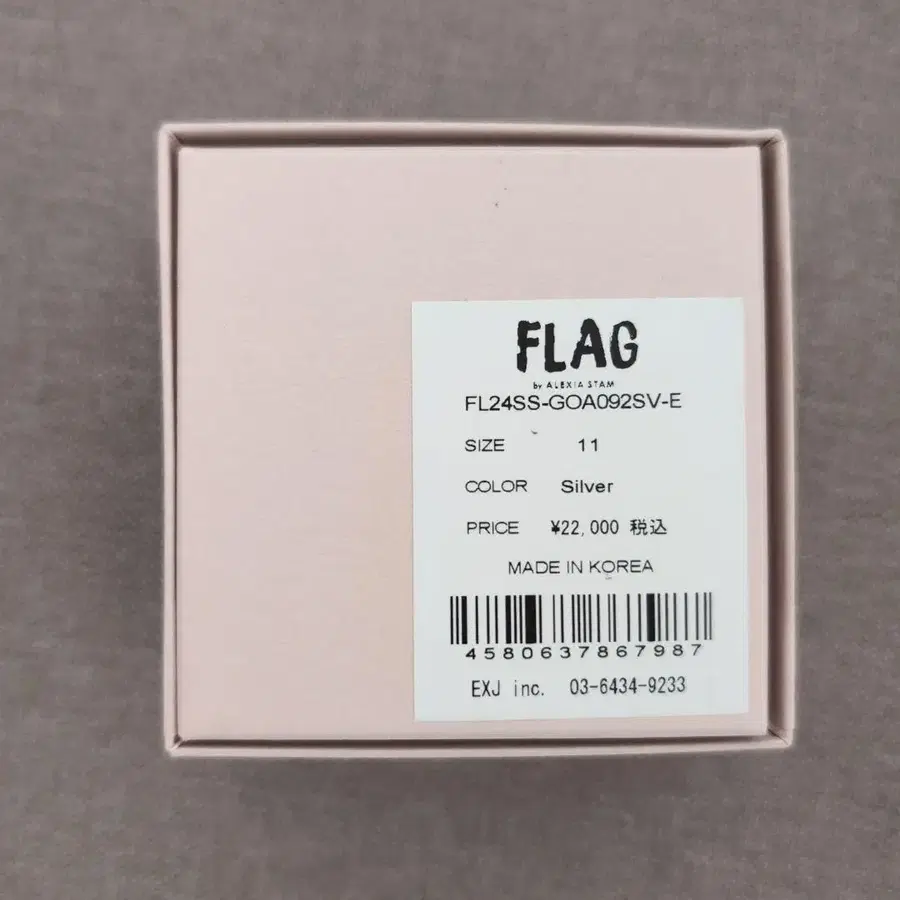 FLAG
by ALEXIA STAM
FL24SS-GOA092SV-E
SIZE 11
COLOR Silver
PRICE ¥22,000 税込
MADE IN KOREA
4580637867987
EXJ inc. 03-6434-9233